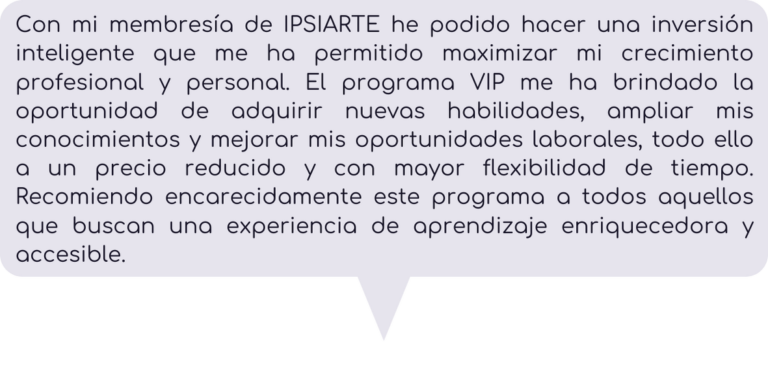 Con mi membresía de IPSIARTE he podido hacer una inversión
inteligente que me ha permitido maximizar mi crecimiento
profesional y personal. El programa VIP me ha brindado la
oportunidad de adquirir nuevas habilidades, ampliar mis
conocimientos y mejorar mis oportunidades laborales, todo ello
a un precio reducido y con mayor flexibilidad de tiempo.
Recomiendo encarecidamente este programa a todos aquellos
que buscan una experiencia de aprendizaje enriquecedora y
accesible.